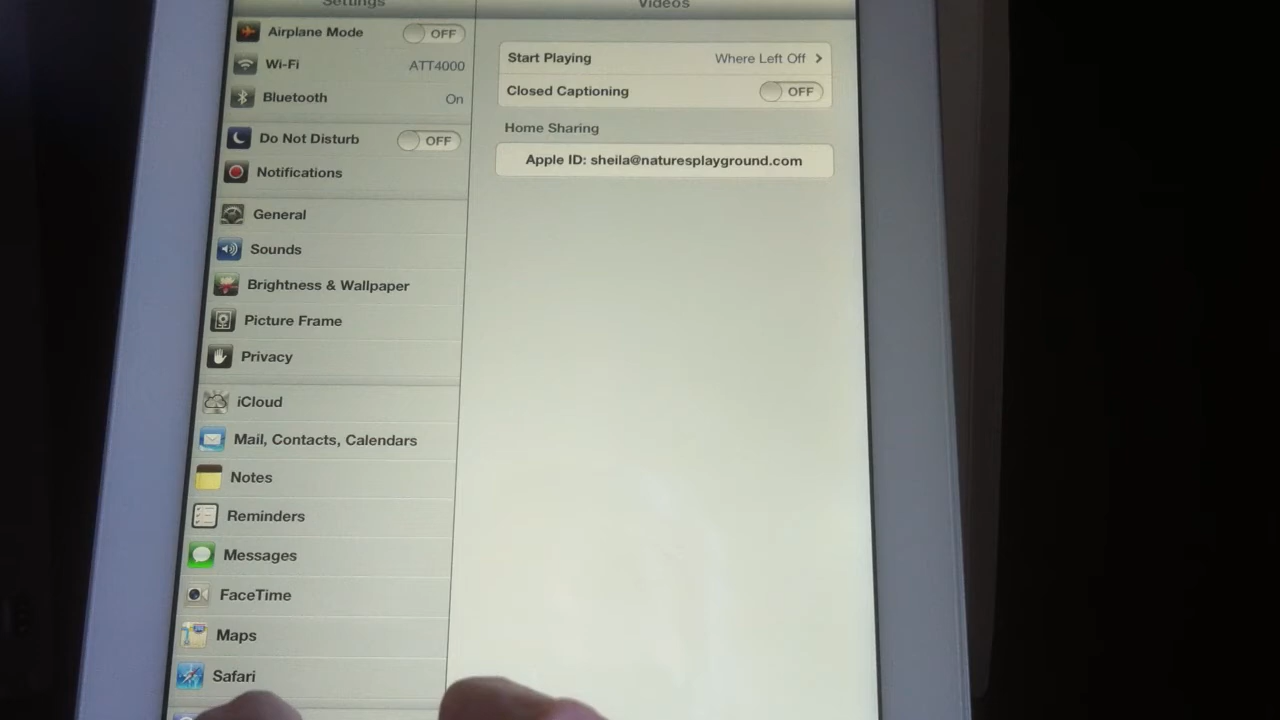 Settings
Videos
Airplane Mode OFF
Wi-Fi ATT4000
Bluetooth On
Do Not Disturb OFF
Notifications
General
Sounds
Brightness & Wallpaper
Picture Frame
Privacy
iCloud
Mail, Contacts, Calendars
Notes
Reminders
Messages
FaceTime
Maps
Safari
Start Playing Where Left Off
Closed Captioning OFF
Home Sharing
Apple ID: sheila@naturesplayground.com